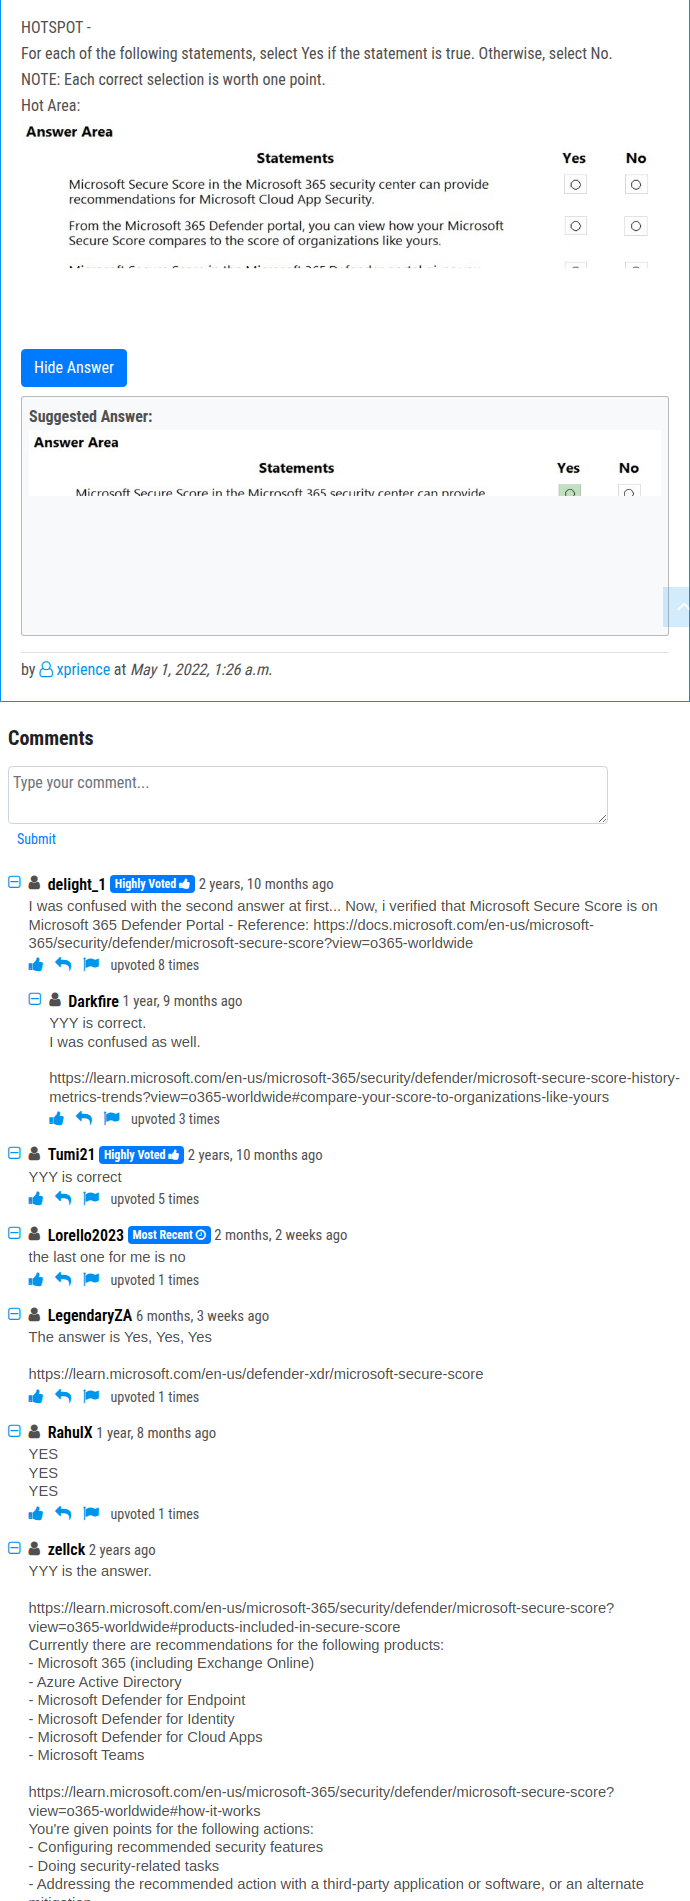 HOTSPOT -
For each of the following statements, select Yes if the statement is true. Otherwise, select No.
NOTE: Each correct selection is worth one point.
Hot Area:
Answer Area
Statements Yes No
Microsoft Secure Score in the Microsoft 365 security center can provide
recommendations for Microsoft Cloud App Security.
From the Microsoft 365 Defender portal, you can view how your Microsoft
Secure Score compares to the score of organizations like yours.
Microsoft Secure Score in the Microsoft 365 Defender portal gives you
Hide Answer
Suggested Answer:
Answer Area
Statements Yes No
Microsoft Secure Score in the Microsoft 365 security center can provide
by xprience at May 1, 2022, 1:26 a.m.
Comments
Type your comment...
Submit
delight_1 Highly Voted 2 years, 10 months ago
I was confused with the second answer at first... Now, i verified that Microsoft Secure Score is on
Microsoft 365 Defender Portal - Reference: https://docs.microsoft.com/en-us/microsoft-
365/security/defender/microsoft-secure-score?view=o365-worldwide
upvoted 8 times
Darkfire 1 year, 9 months ago
YYY is correct.
I was confused as well.
https://learn.microsoft.com/en-us/microsoft-365/security/defender/microsoft-secure-score-history-
metrics-trends?view=o365-worldwide#compare-your-score-to-organizations-like-yours
upvoted 3 times
Tumi21 Highly Voted 2 years, 10 months ago
YYY is correct
upvoted 5 times
Lorello2023 Most Recent 2 months, 2 weeks ago
the last one for me is no
upvoted 1 times
LegendaryZA 6 months, 3 weeks ago
The answer is Yes, Yes, Yes
https://learn.microsoft.com/en-us/defender-xdr/microsoft-secure-score
upvoted 1 times
RahulX 1 year, 8 months ago
YES
YES
YES
upvoted 1 times
zellck 2 years ago
YYY is the answer.
https://learn.microsoft.com/en-us/microsoft-365/security/defender/microsoft-secure-score?
view=o365-worldwide#products-included-in-secure-score
Currently there are recommendations for the following products:
- Microsoft 365 (including Exchange Online)
- Azure Active Directory
- Microsoft Defender for Endpoint
- Microsoft Defender for Identity
- Microsoft Defender for Cloud Apps
- Microsoft Teams
https://learn.microsoft.com/en-us/microsoft-365/security/defender/microsoft-secure-score?
view=o365-worldwide#how-it-works
You're given points for the following actions:
- Configuring recommended security features
- Doing security-related tasks
- Addressing the recommended action with a third-party application or software, or an alternate